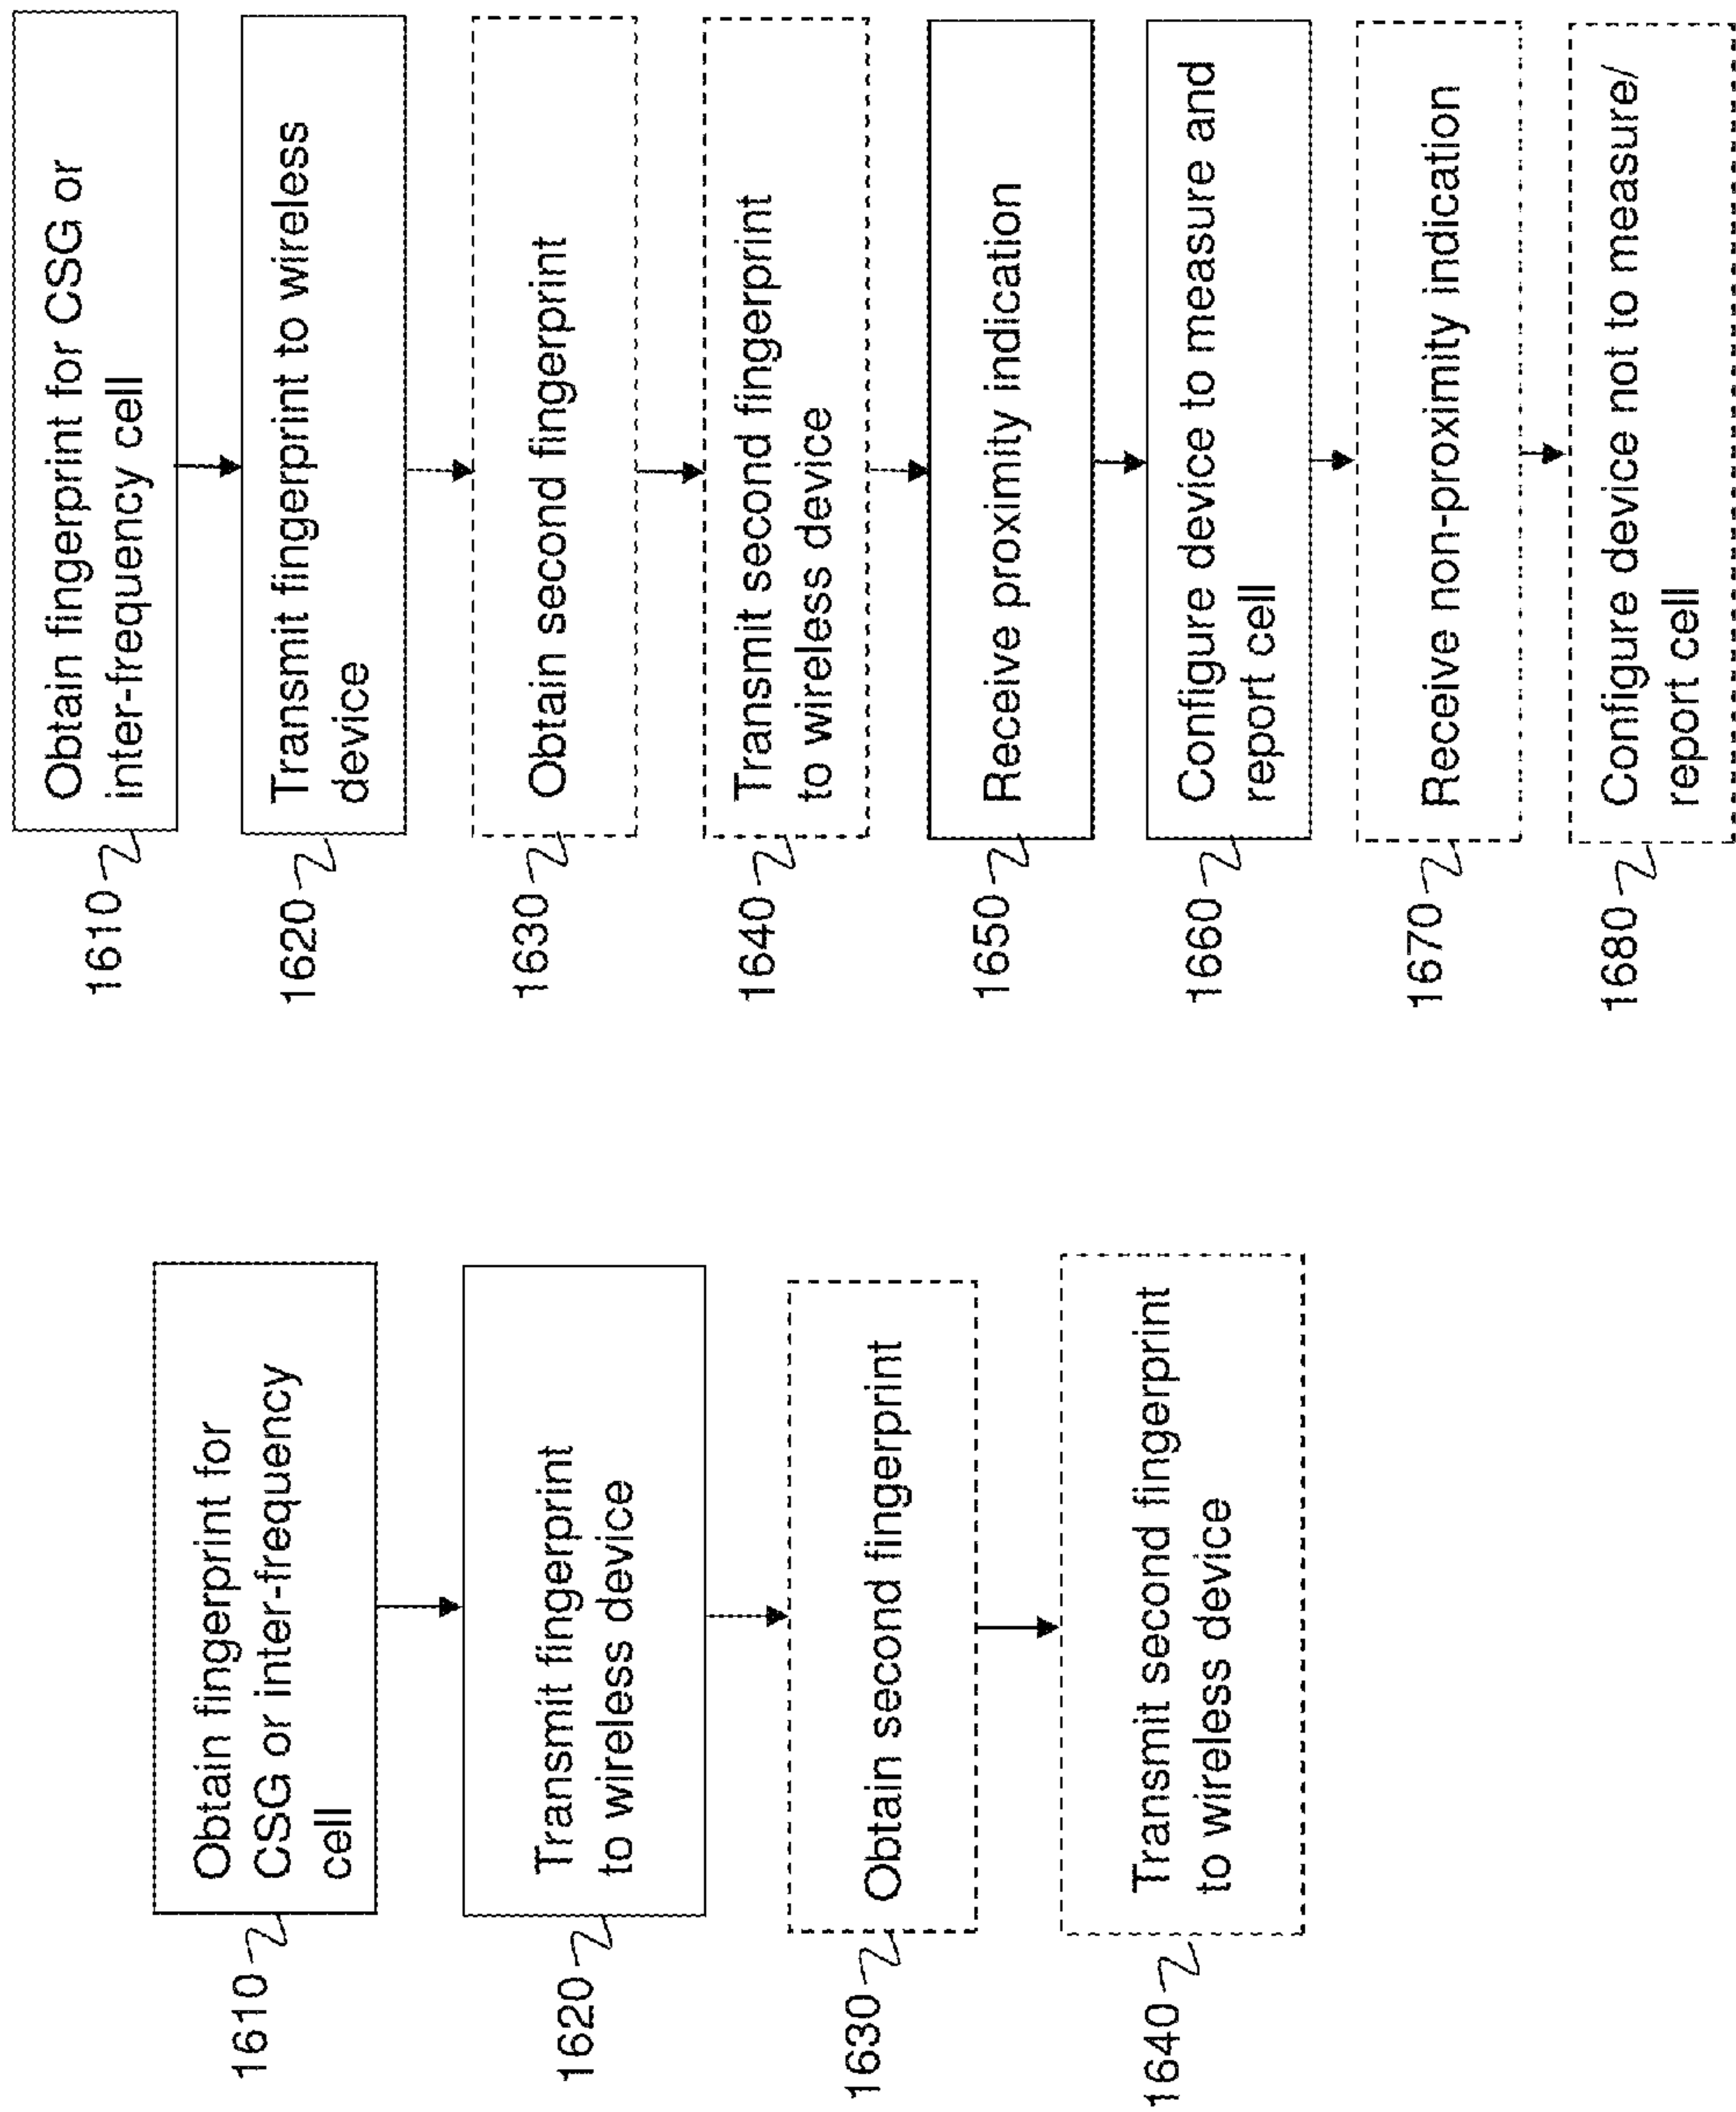 1610
Obtain fingerprint for
CSG or inter-frequency
cell
1620
Transmit fingerprint
to wireless device
1630
Obtain second fingerprint
1640
Transmit second fingerprint
to wireless device
1610
Obtain fingerprint for CSG or
inter-frequency cell
1620
Transmit fingerprint to wireless
device
1630
Obtain second fingerprint
1640
Transmit second fingerprint
to wireless device
1650
Receive proximity indication
1660
Configure device to measure and
report cell
1670
Receive non-proximity indication
1680
Configure device not to measure/
report cell